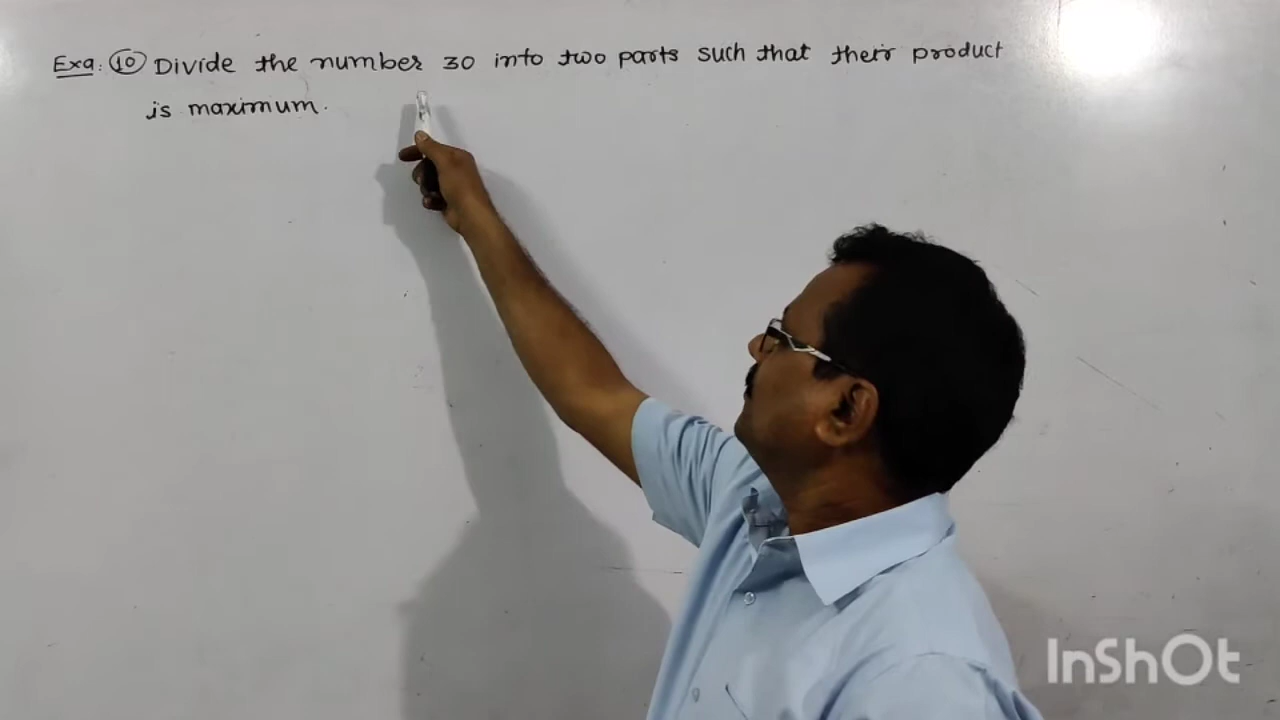 Exa: 10 Divide the number 30 into two parts such that their product
is maximum.
InShOt